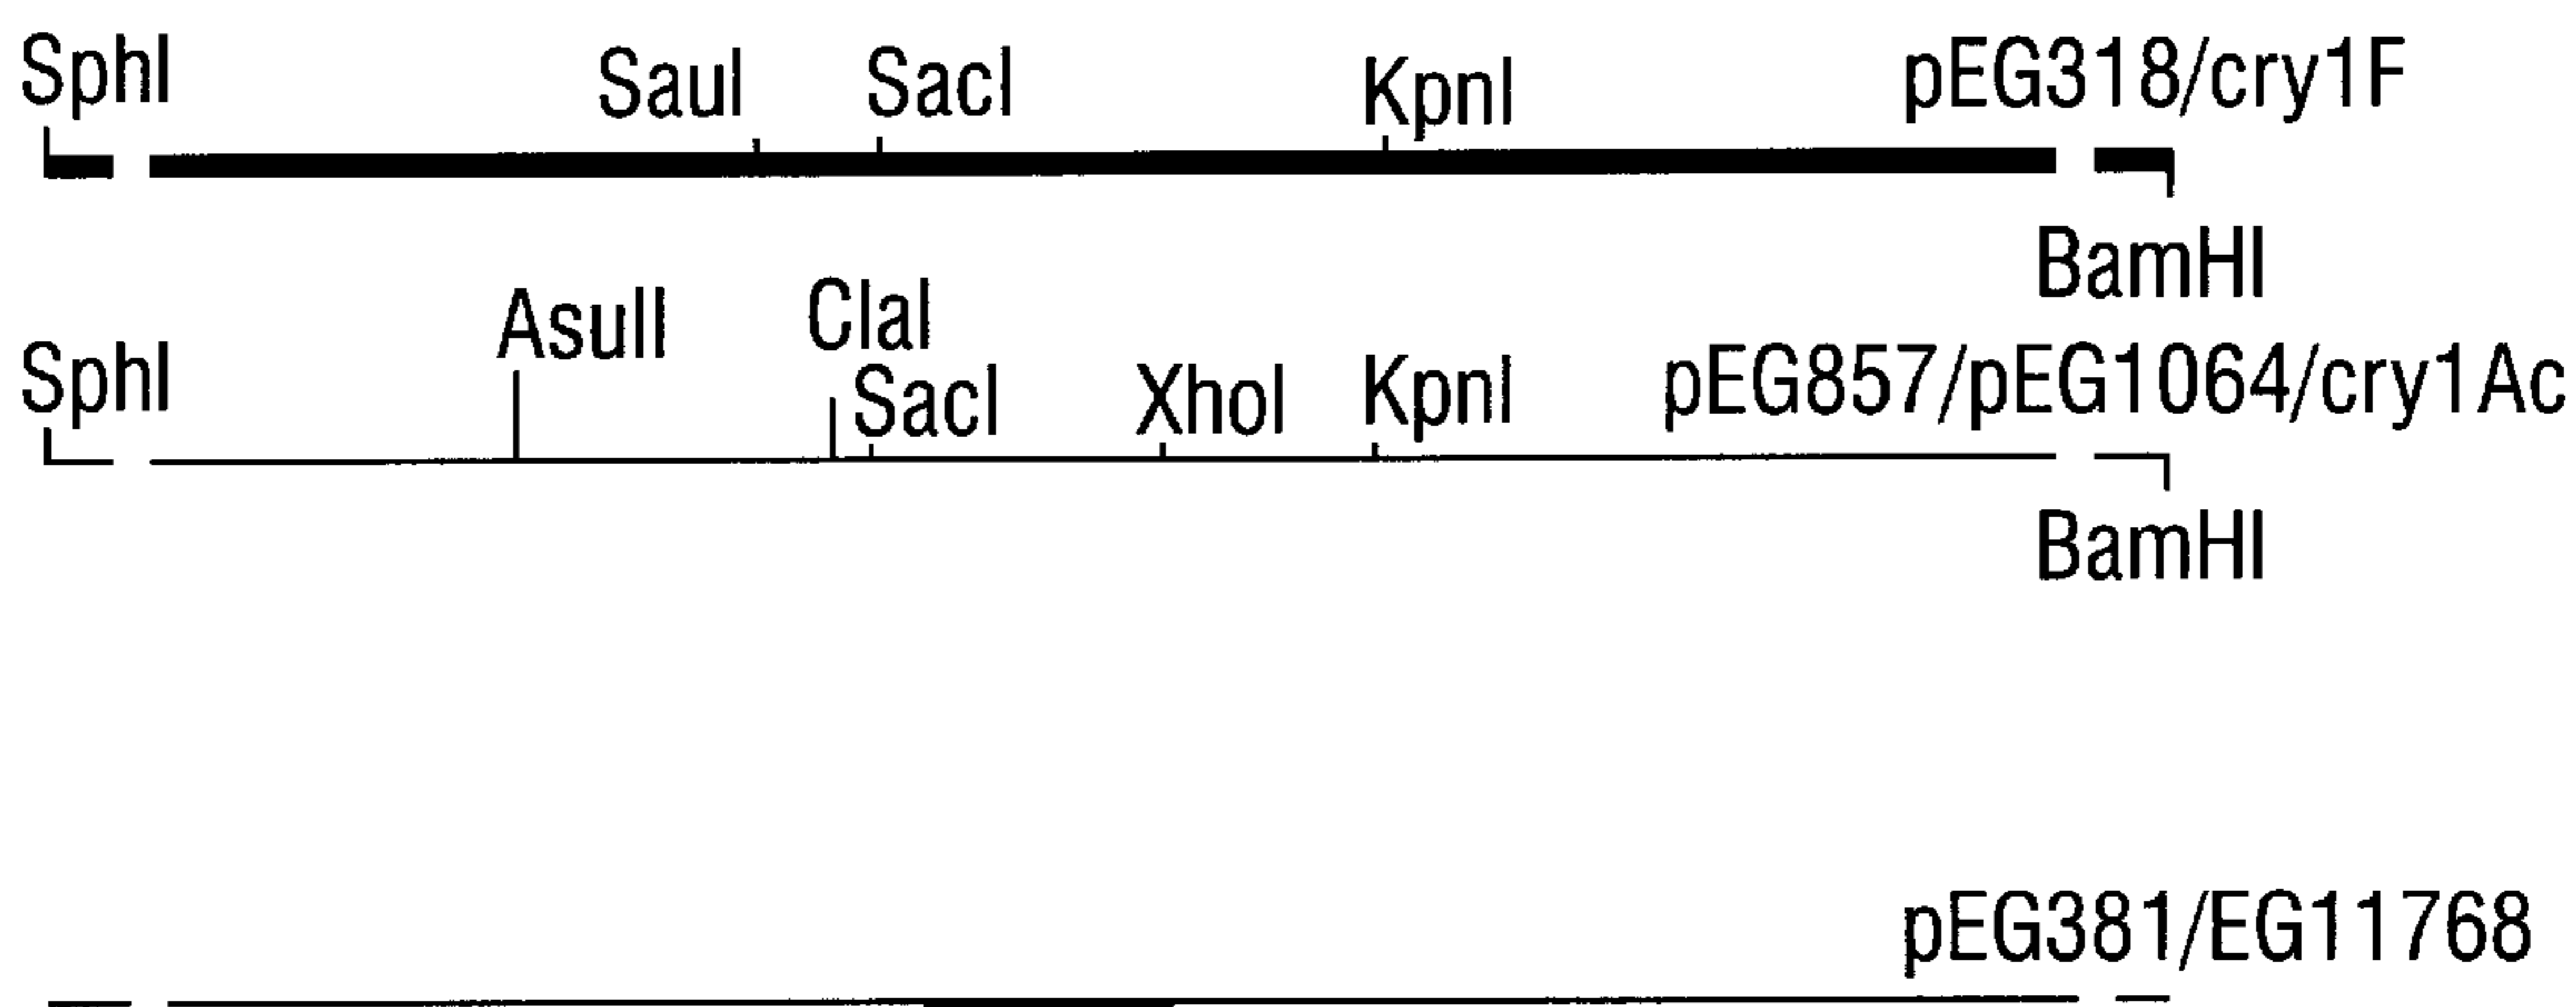 SphI SauI SacI KpnI pEG318/cry1F
BamHI
AsuII ClaI
SphI SacI XhoI KpnI pEG857/pEG1064/cry1Ac
BamHI
pEG381/EG11768